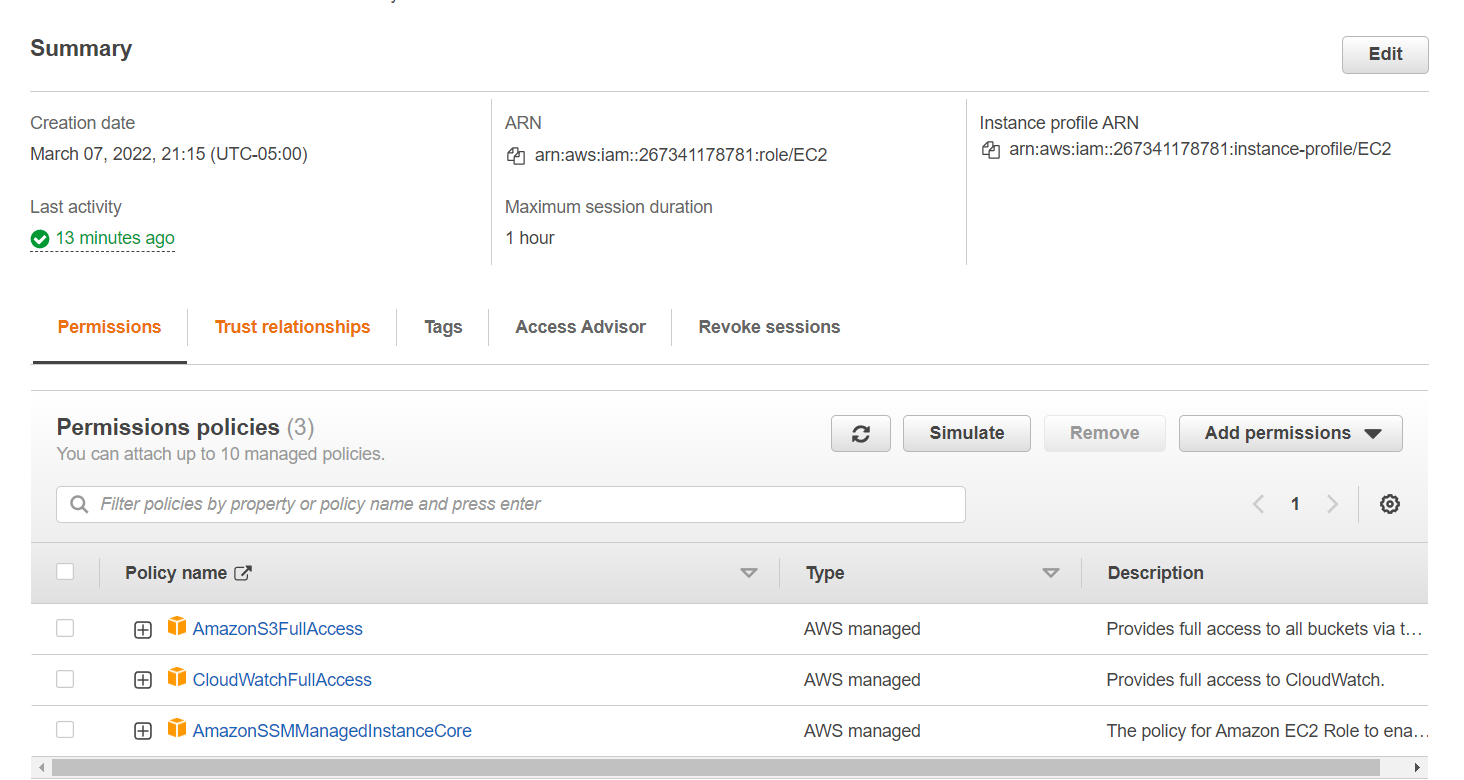 Summary
Edit
Creation date
March 07, 2022, 21:15 (UTC-05:00)
ARN
arn:aws:iam::267341178781:role/EC2
Instance profile ARN
arn:aws:iam::267341178781:instance-profile/EC2
Last activity
13 minutes ago
Maximum session duration
1 hour
Permissions
Trust relationships
Tags
Access Advisor
Revoke sessions
Permissions policies (3)
You can attach up to 10 managed policies.
Simulate
Remove
Add permissions
Filter policies by property or policy name and press enter
1
Policy name
Type
Description
AmazonS3FullAccess
AWS managed
Provides full access to all buckets via t…
CloudWatchFullAccess
AWS managed
Provides full access to CloudWatch.
AmazonSSMManagedInstanceCore
AWS managed
The policy for Amazon EC2 Role to ena…